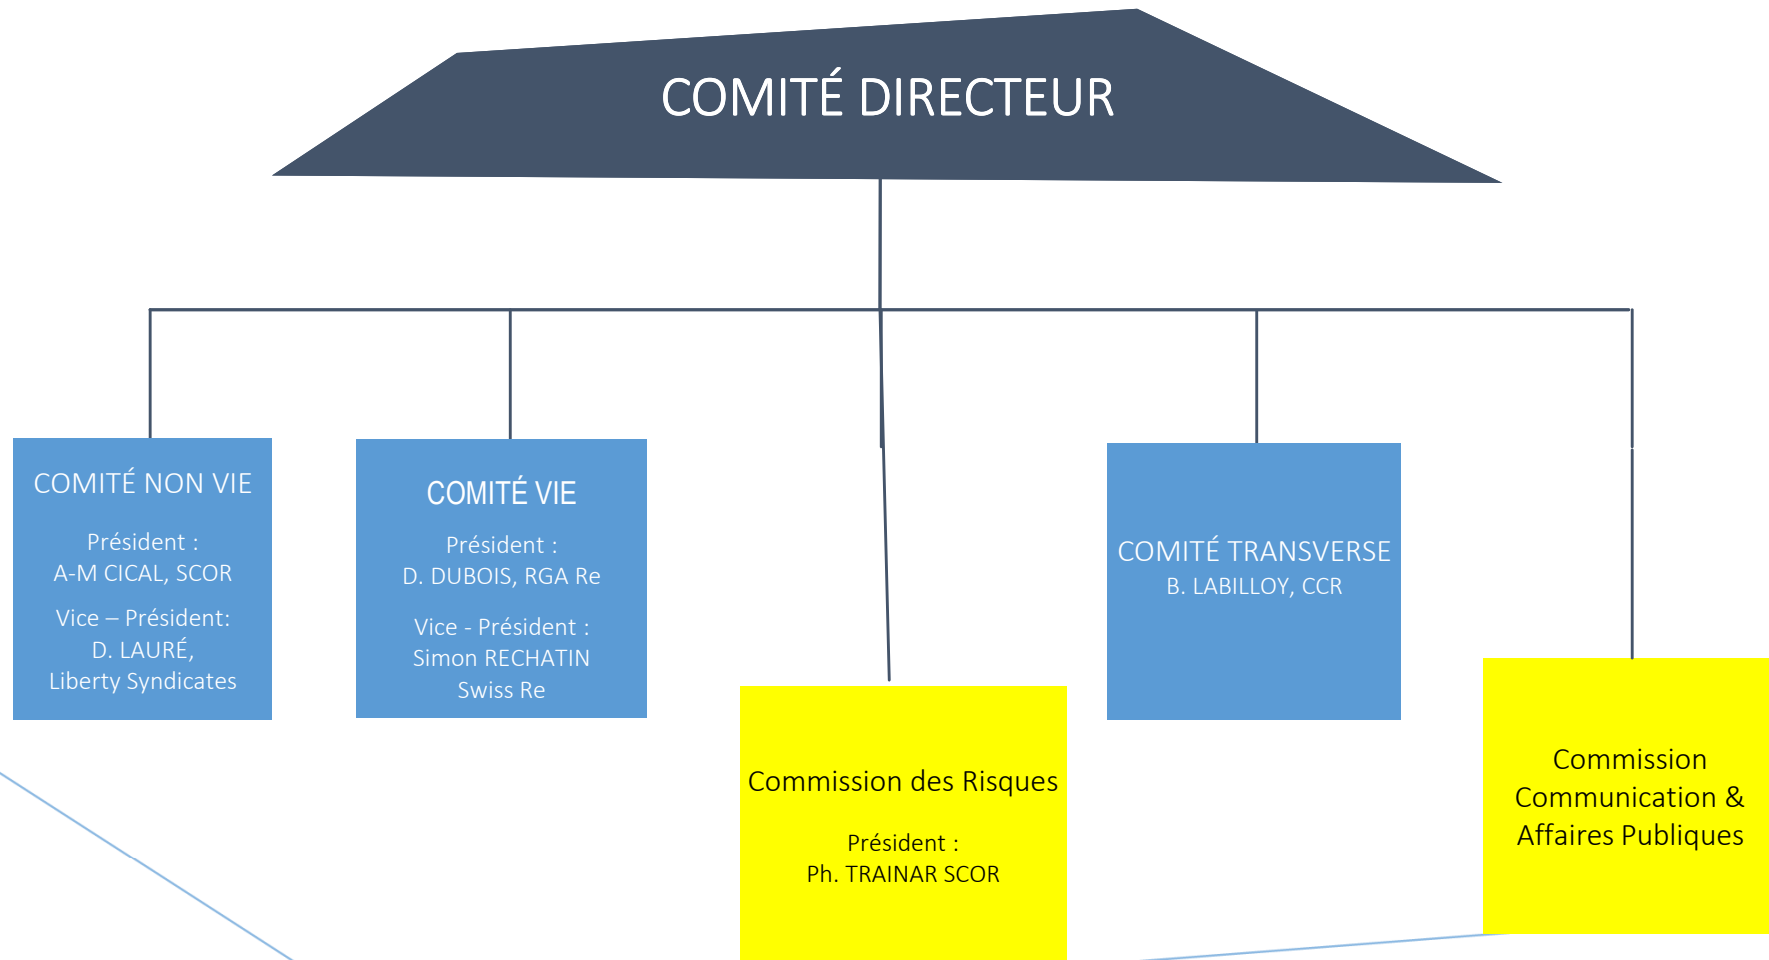 COMITÉ DIRECTEUR
COMITÉ NON VIE
Président :
A-M CICAL, SCOR
Vice – Président:
D. LAURÉ,
Liberty Syndicates
COMITÉ VIE
Président :
D. DUBOIS, RGA Re
Vice - Président :
Simon RECHATIN
Swiss Re
Commission des Risques
Président :
Ph. TRAINAR SCOR
COMITÉ TRANSVERSE
B. LABILLOY, CCR
Commission
Communication &
Affaires Publiques